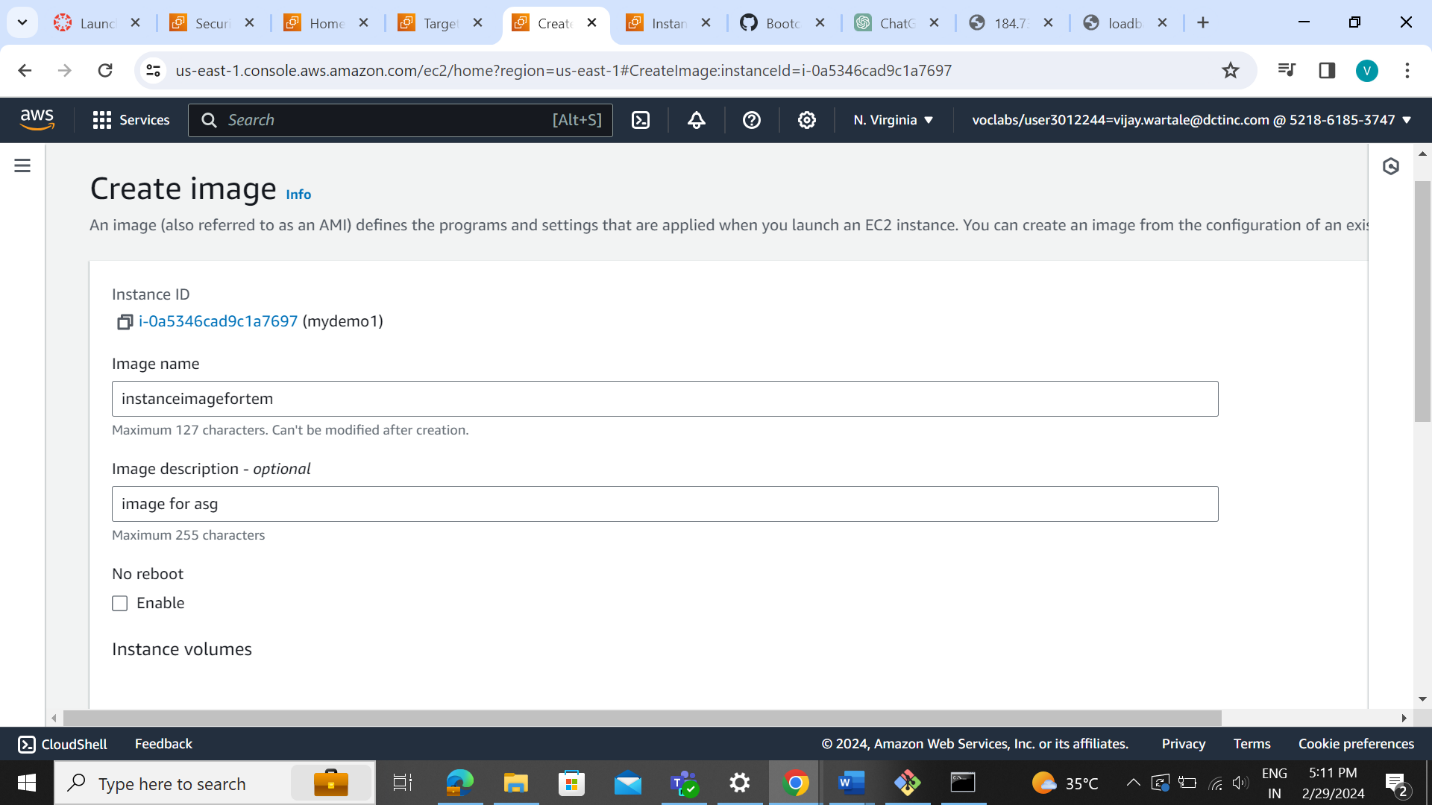 Launc
Securi
Home
Target
Create
Instan
Bootc
ChatG
184.73
loadb
us-east-1.console.aws.amazon.com/ec2/home?region=us-east-1#CreateImage:instanceId=i-0a5346cad9c1a7697
V
aws
Services
Search
[Alt+S]
N. Virginia
voclabs/user3012244=vijay.wartale@dctinc.com @ 5218-6185-3747
Create image Info
An image (also referred to as an AMI) defines the programs and settings that are applied when you launch an EC2 instance. You can create an image from the configuration of an exis
Instance ID
i-0a5346cad9c1a7697 (mydemo1)
Image name
instanceimagefortem
Maximum 127 characters. Can't be modified after creation.
Image description - optional
image for asg
Maximum 255 characters
No reboot
Enable
Instance volumes
CloudShell
Feedback
© 2024, Amazon Web Services, Inc. or its affiliates.
Privacy
Terms
Cookie preferences
Type here to search
35°C
ENG
IN
5:11 PM
2/29/2024
2